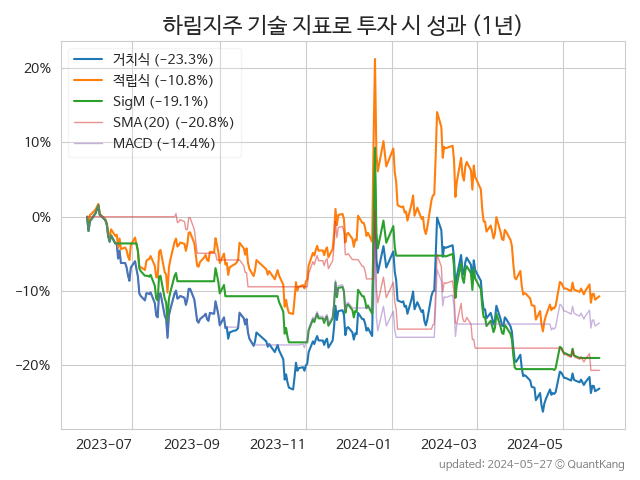 하림지주 기술 지표로 투자 시 성과 (1년)
거치식 (−23.3%)
적립식 (−10.8%)
SigM (−19.1%)
SMA(20) (−20.8%)
MACD (−14.4%)
20%
10%
0%
−10%
−20%
2023−07 2023−09 2023−11 2024−01 2024−03 2024−05
updated: 2024−05−27 © QuantKang